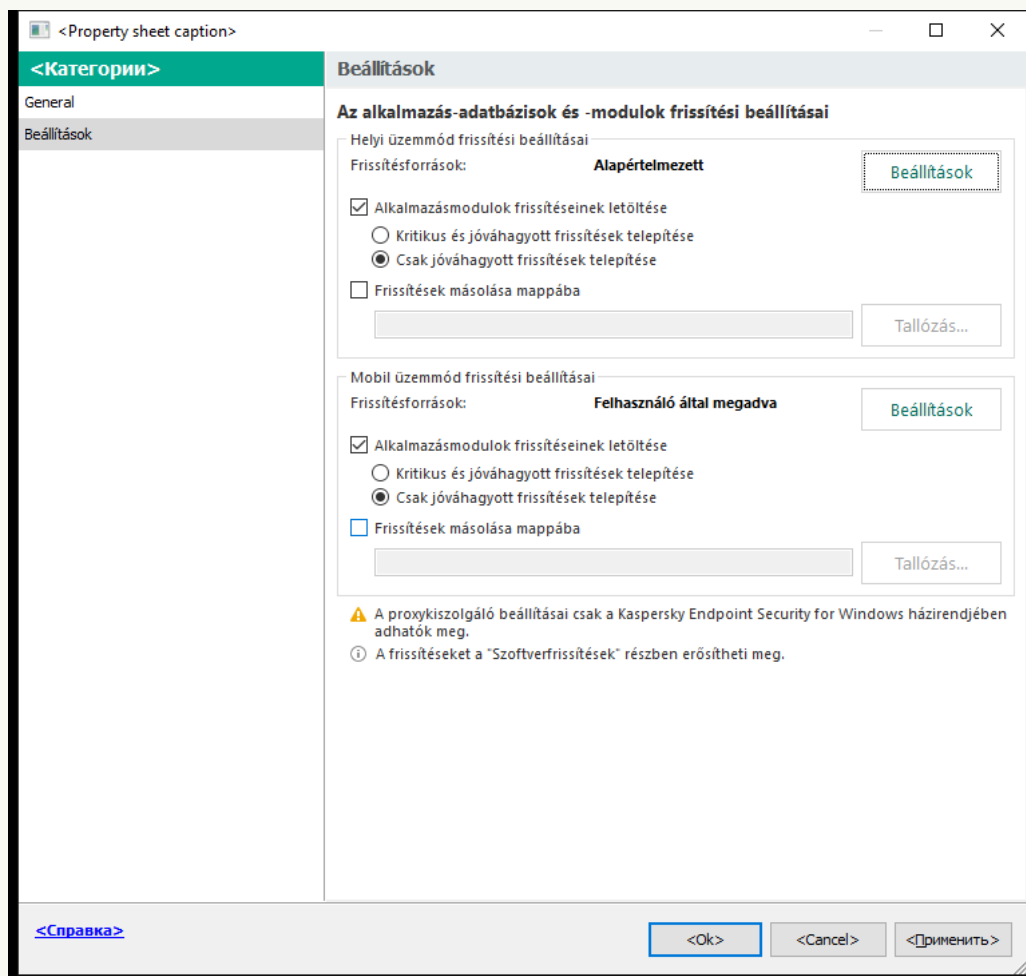 <Property sheet caption>
<Категории>
General
Beállítások
Beállítások
Az alkalmazás-adatbázisok és -modulok frissítési beállításai
Helyi üzemmód frissítési beállításai
Frissítésforrások: Alapértelmezett Beállítások
Alkalmazásmodulok frissítéseinek letöltése
Kritikus és jóváhagyott frissítések telepítése
Csak jóváhagyott frissítések telepítése
Frissítések másolása mappába
Tallózás...
Mobil üzemmód frissítési beállításai
Frissítésforrások: Felhasználó által megadva Beállítások
Alkalmazásmodulok frissítéseinek letöltése
Kritikus és jóváhagyott frissítések telepítése
Csak jóváhagyott frissítések telepítése
Frissítések másolása mappába
Tallózás...
A proxykiszolgáló beállításai csak a Kaspersky Endpoint Security for Windows házirendjében
adhatók meg.
A frissítéseket a "Szoftverfrissítések" részben erősítheti meg.
<Справка>
<Ok> <Cancel> <Применить>